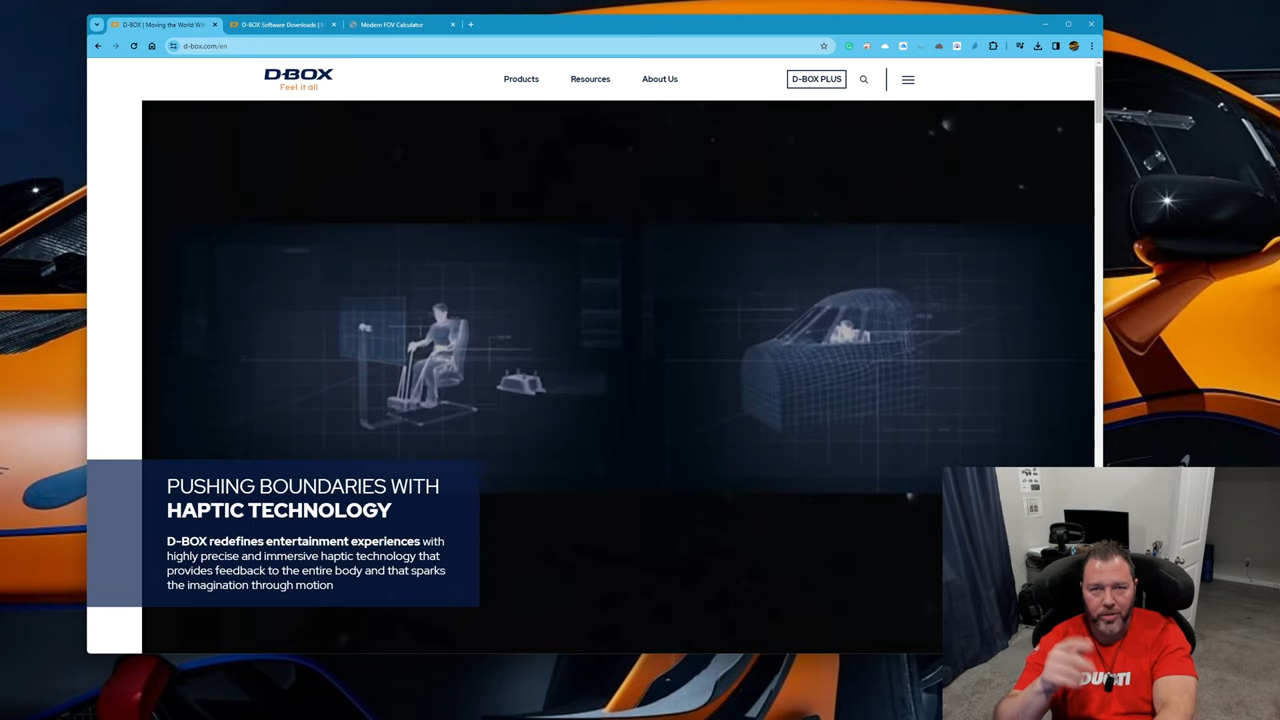 D-BOX | Moving the World Wit
D-BOX Software Downloads |
Modern FOV Calculator
d-box.com/en
D-BOX
Feel it all
Products
Resources
About Us
D-BOX PLUS
PUSHING BOUNDARIES WITH
HAPTIC TECHNOLOGY
D-BOX redefines entertainment experiences with
highly precise and immersive haptic technology that
provides feedback to the entire body and that sparks
the imagination through motion